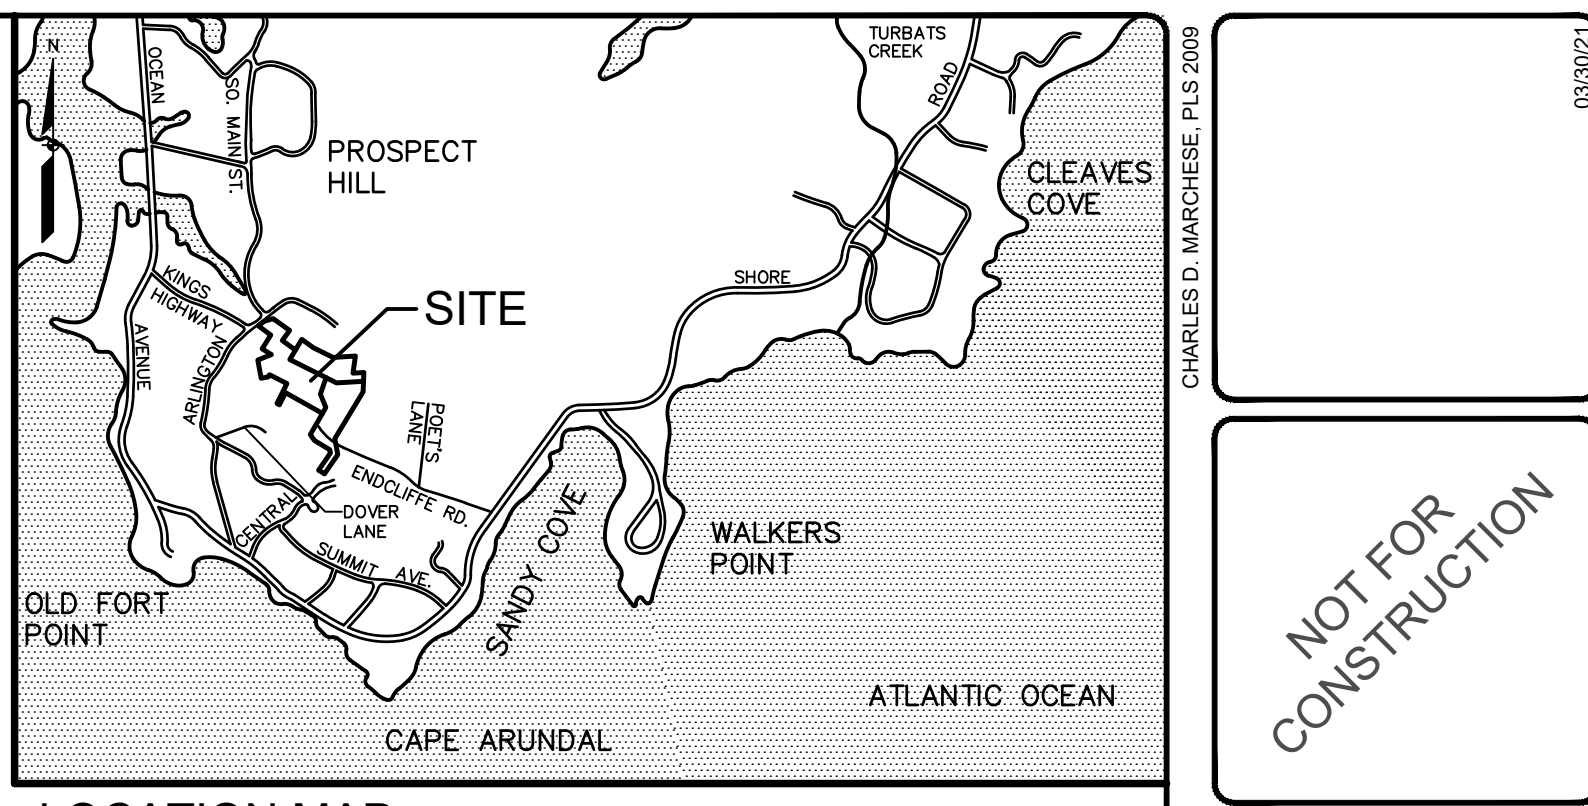 TURBATS
CREEK
N
OCEAN
SO. MAIN ST.
ROAD
PROSPECT
HILL
CLEAVES
COVE
KINGS
HIGHWAY
SHORE
SITE
AVENUE
ARLINGTON
POET'S
LANE
ENDCLIFFE RD.
CENTRAL
DOVER
LANE
SUMMIT AVE.
SANDY COVE
WALKERS
POINT
OLD FORT
POINT
ATLANTIC OCEAN
CAPE ARUNDAL
LOCATION MAP
CHARLES D. MARCHESE, PLS 2009
03/30/21
NOT FOR
CONSTRUCTION